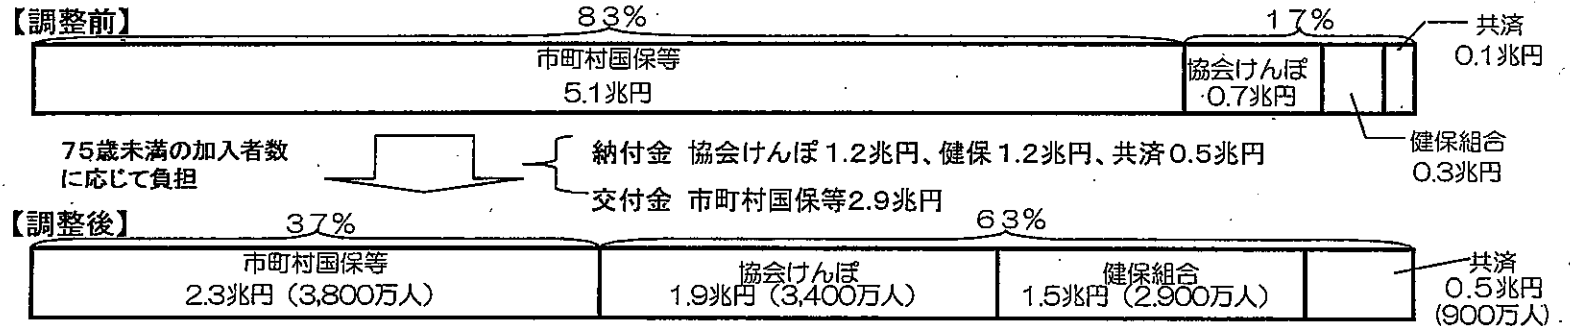 【調整前】
83%
17%
共済
0.1兆円
市町村国保等
5.1兆円
協会けんぽ
0.7兆円
健保組合
0.3兆円
75歳未満の加入者数
に応じて負担
納付金 協会けんぽ1.2兆円、健保1.2兆円、共済0.5兆円
交付金 市町村国保等2.9兆円
【調整後】
37%
63%
市町村国保等
2.3兆円(3,800万人)
協会けんぽ
1.9兆円(3,400万人)
健保組合
1.5兆円(2.900万人)
共済
0.5兆円
(900万人)